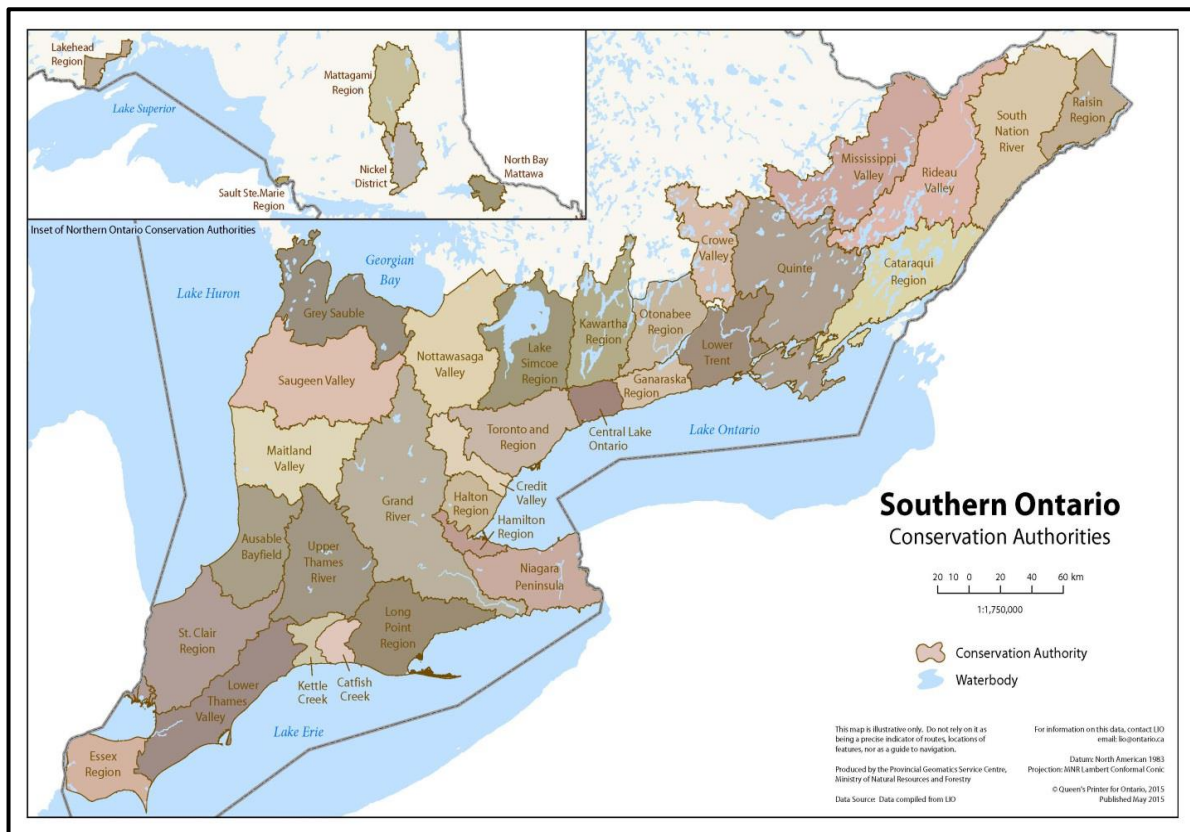 Lakehead
Region
Lake Superior
Mattagami
Region
Nickel
District
North Bay
Mattawa
Sault Ste.Marie
Region
Inset of Northern Ontario Conservation Authorities
Mississippi
Valley
Rideau
Valley
South
Nation
River
Raisin
Region
Lake Huron
Georgian
Bay
Grey Sauble
Saugeen Valley
Nottawasaga
Valley
Lake
Simcoe
Region
Kawartha
Region
Otonabee
Region
Crowe
Valley
Quinte
Cataraqui
Region
Lower
Trent
Ganaraska
Region
Central Lake
Ontario
Lake Ontario
Toronto and
Region
Maitland
Valley
Grand
River
Credit
Valley
Halton
Region
Hamilton
Region
Niagara
Peninsula
Ausable
Bayfield
Upper
Thames
River
Long
Point
Region
St. Clair
Region
Lower
Thames
Valley
Kettle
Creek
Catfish
Creek
Lake Erie
Essex
Region
Southern Ontario
Conservation Authorities
20 10 0 20 40 60 km
1:1,750,000
Conservation Authority
Waterbody
This map is illustrative only. Do not rely on it as
being a precise indicator of routes, locations of
features, nor as a guide to navigation.
Produced by the Provincial Geomatics Service Centre,
Ministry of Natural Resources and Forestry
Data Source: Data compiled from LIO
For information on this data, contact LIO
email: lio@ontario.ca
Datum: North American 1983
Projection: MNR Lambert Conformal Conic
© Queen's Printer for Ontario, 2015
Published May 2015